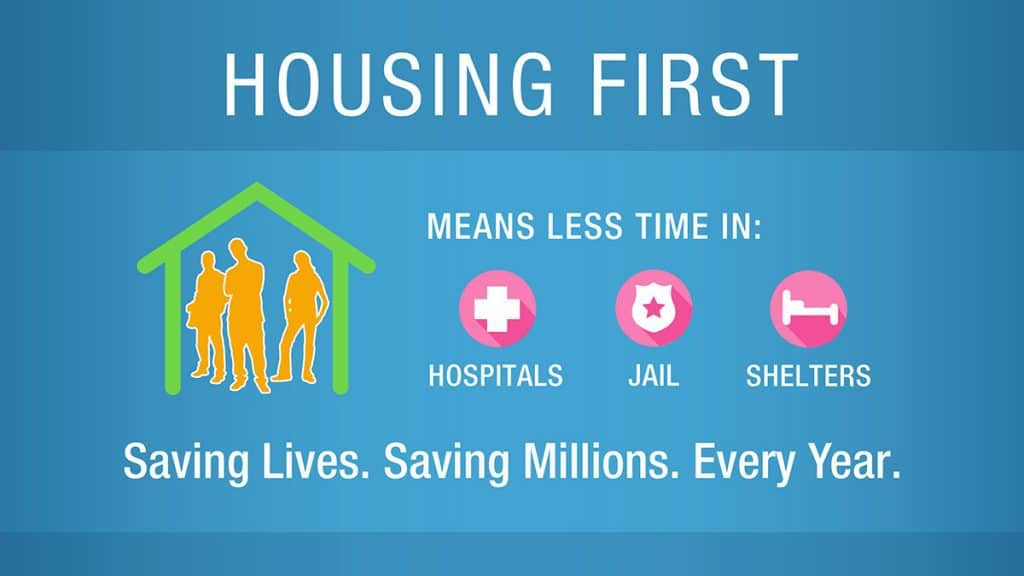 HOUSING FIRST
MEANS LESS TIME IN:
HOSPITALS JAIL SHELTERS
Saving Lives. Saving Millions. Every Year.